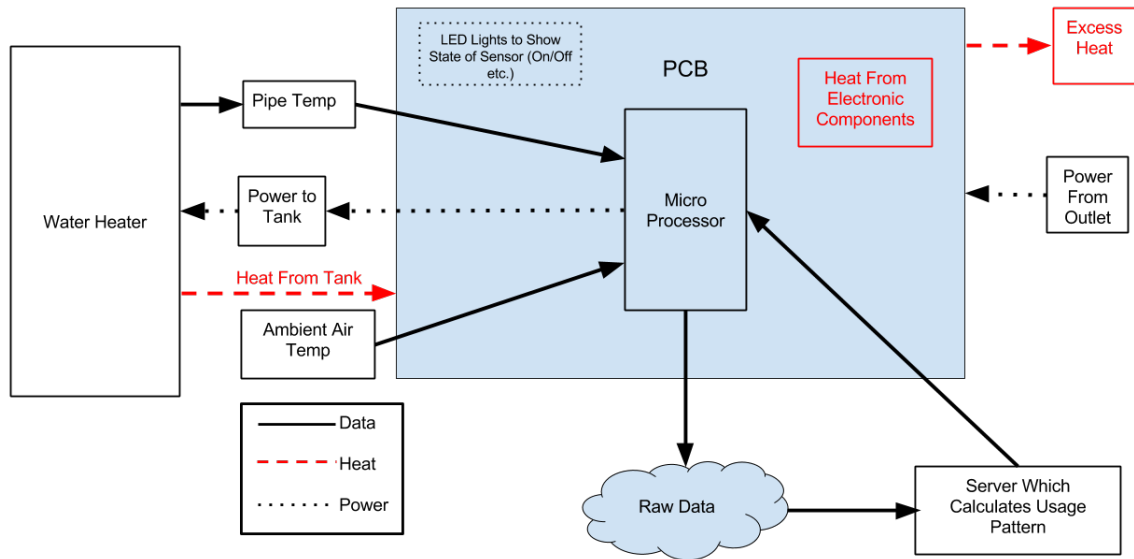 LED Lights to Show
State of Sensor (On/Off
etc.)
PCB
Excess
Heat
Heat From
Electronic
Components
Pipe Temp
Water Heater
Power to
Tank
Micro
Processor
Power
From
Outlet
Heat From Tank
Ambient Air
Temp
Data
Heat
Power
Raw Data
Server Which
Calculates Usage
Pattern